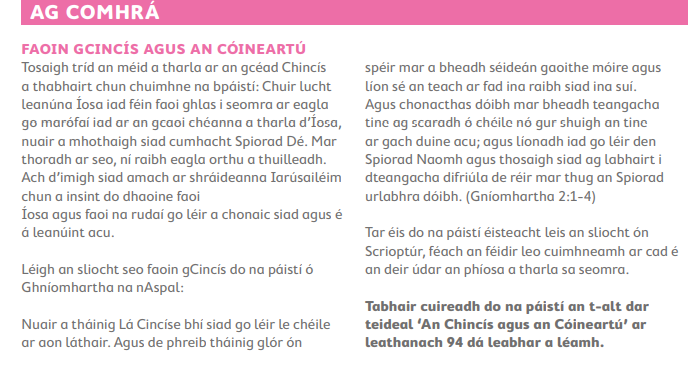 AG COMHRÁ
FAOIN GCINCÍS AGUS AN CÓINEARTÚ
Tosaigh tríd an méid a tharla ar an gcéad Chincís
a thabhairt chun chuimhne na bpáistí: Chuir lucht
leanúna Íosa iad féin faoi ghlas i seomra ar eagla
go marófaí iad ar an gcaoi chéanna a tharla d’Íosa,
nuair a mhothaigh siad cumhacht Spiorad Dé. Mar
thoradh ar seo, ní raibh eagla orthu a thuilleadh.
Ach d’imigh siad amach ar shráideanna Iarúsailéim
chun a insint do dhaoine faoi
Íosa agus faoi na rudaí go léir a chonaic siad agus é
á leanúint acu.
Léigh an sliocht seo faoin gCincís do na páistí ó
Ghníomhartha na nAspal:
Nuair a tháinig Lá Cincíse bhí siad go léir le chéile
ar aon láthair. Agus de phreib tháinig glór ón
spéir mar a bheadh séideán gaoithe móire agus
líon sé an teach ar fad ina raibh siad ina suí.
Agus chonacthas dóibh mar bheadh teangacha
tine ag scaradh ó chéile nó gur shuigh an tine
ar gach duine acu; agus líonadh iad go léir den
Spiorad Naomh agus thosaigh siad ag labhairt i
dteangacha difriúla de réir mar thug an Spiorad
urlabhra dóibh. (Gníomhartha 2:1-4)
Tar éis do na páistí éisteacht leis an sliocht ón
Scrioptúr, féach an féidir leo cuimhneamh ar cad é
an deir údar an phíosa a tharla sa seomra.
Tabhair cuireadh do na páistí an t-alt dar
teideal ‘An Chincís agus an Cóineartú’ ar
leathanach 94 dá leabhar a léamh.